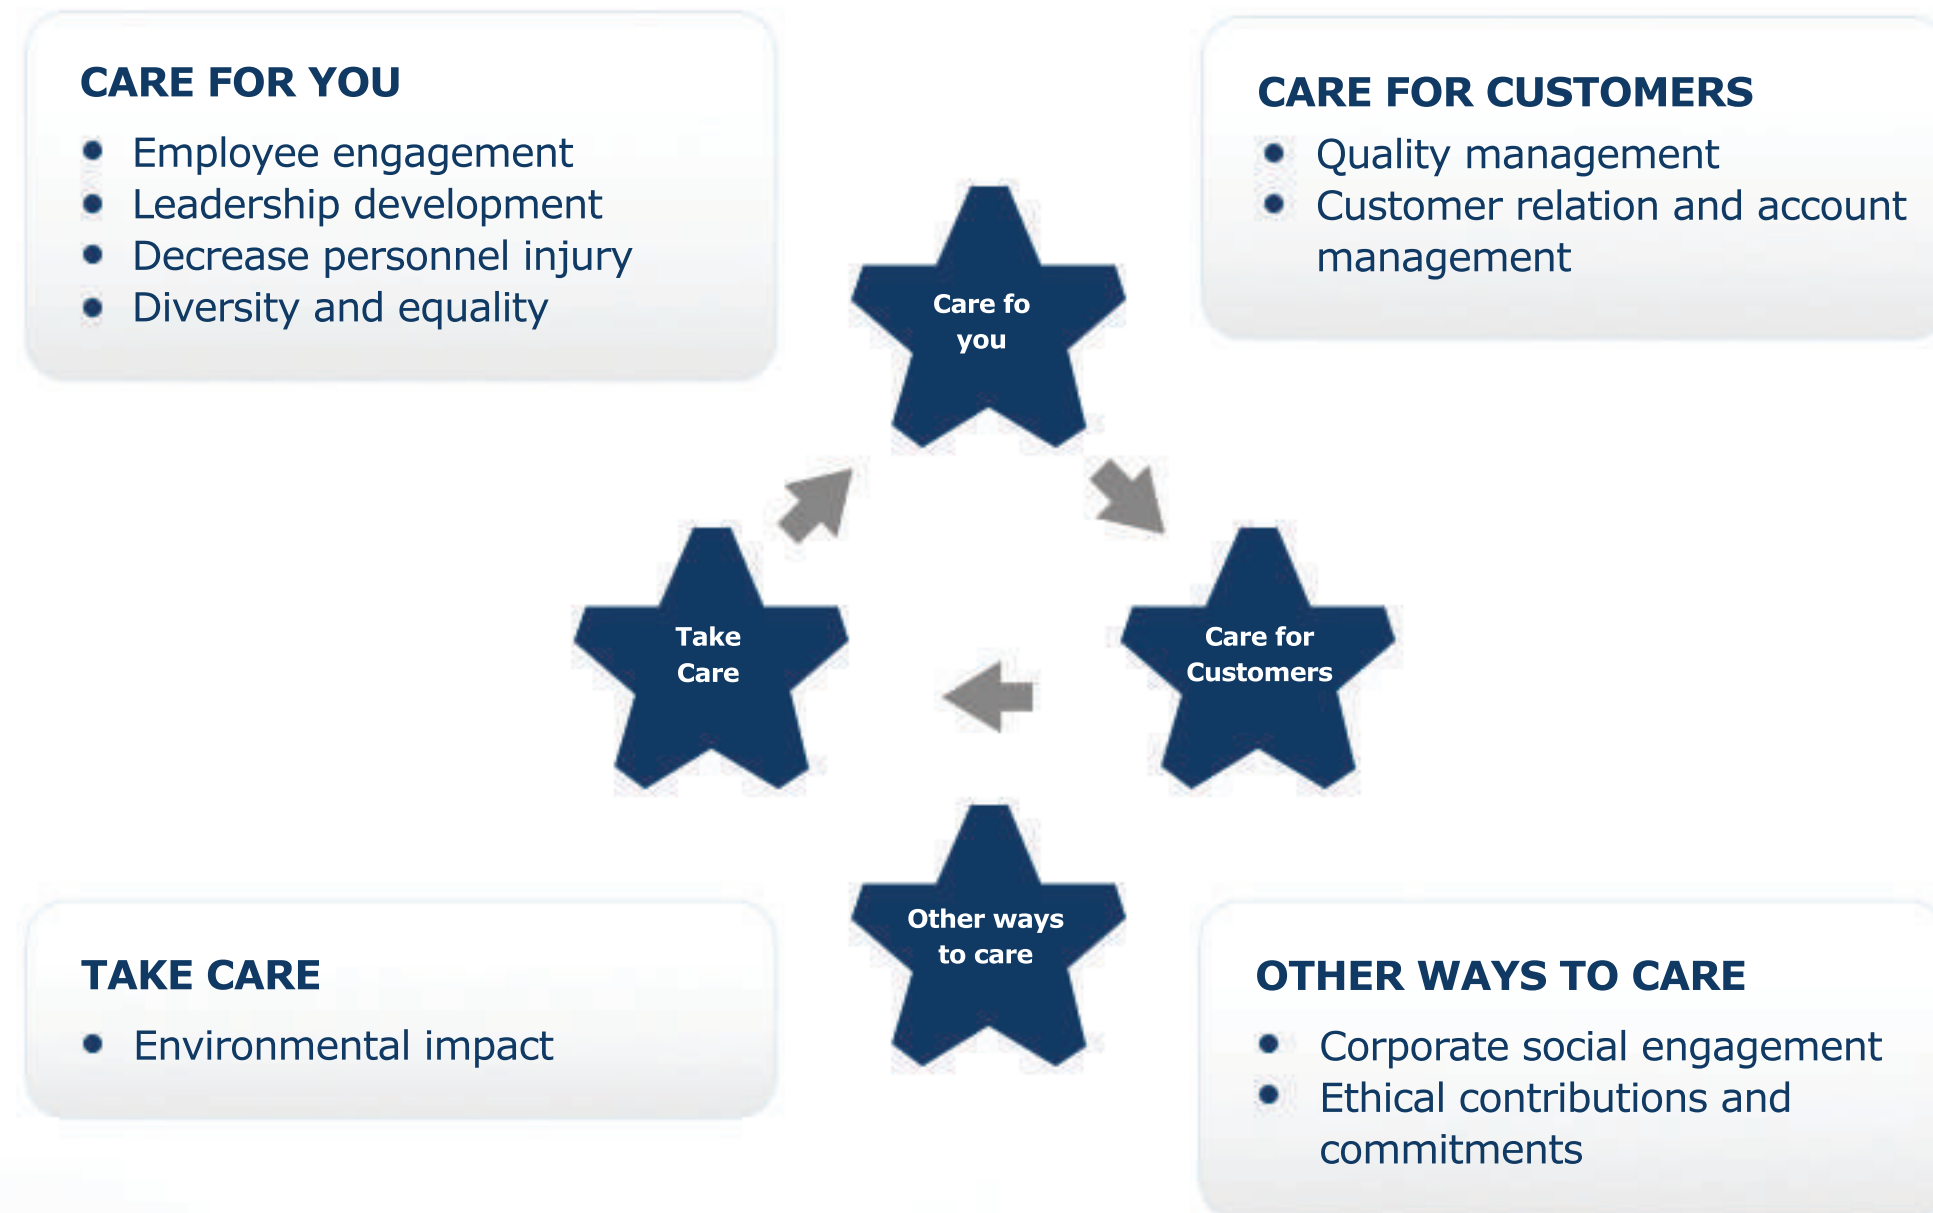 CARE FOR YOU
• Employee engagement
• Leadership development
• Decrease personnel injury
• Diversity and equality
CARE FOR CUSTOMERS
• Quality management
• Customer relation and account
management
Care fo
you
Take
Care
Care for
Customers
Other ways
to care
TAKE CARE
• Environmental impact
OTHER WAYS TO CARE
• Corporate social engagement
• Ethical contributions and
commitments